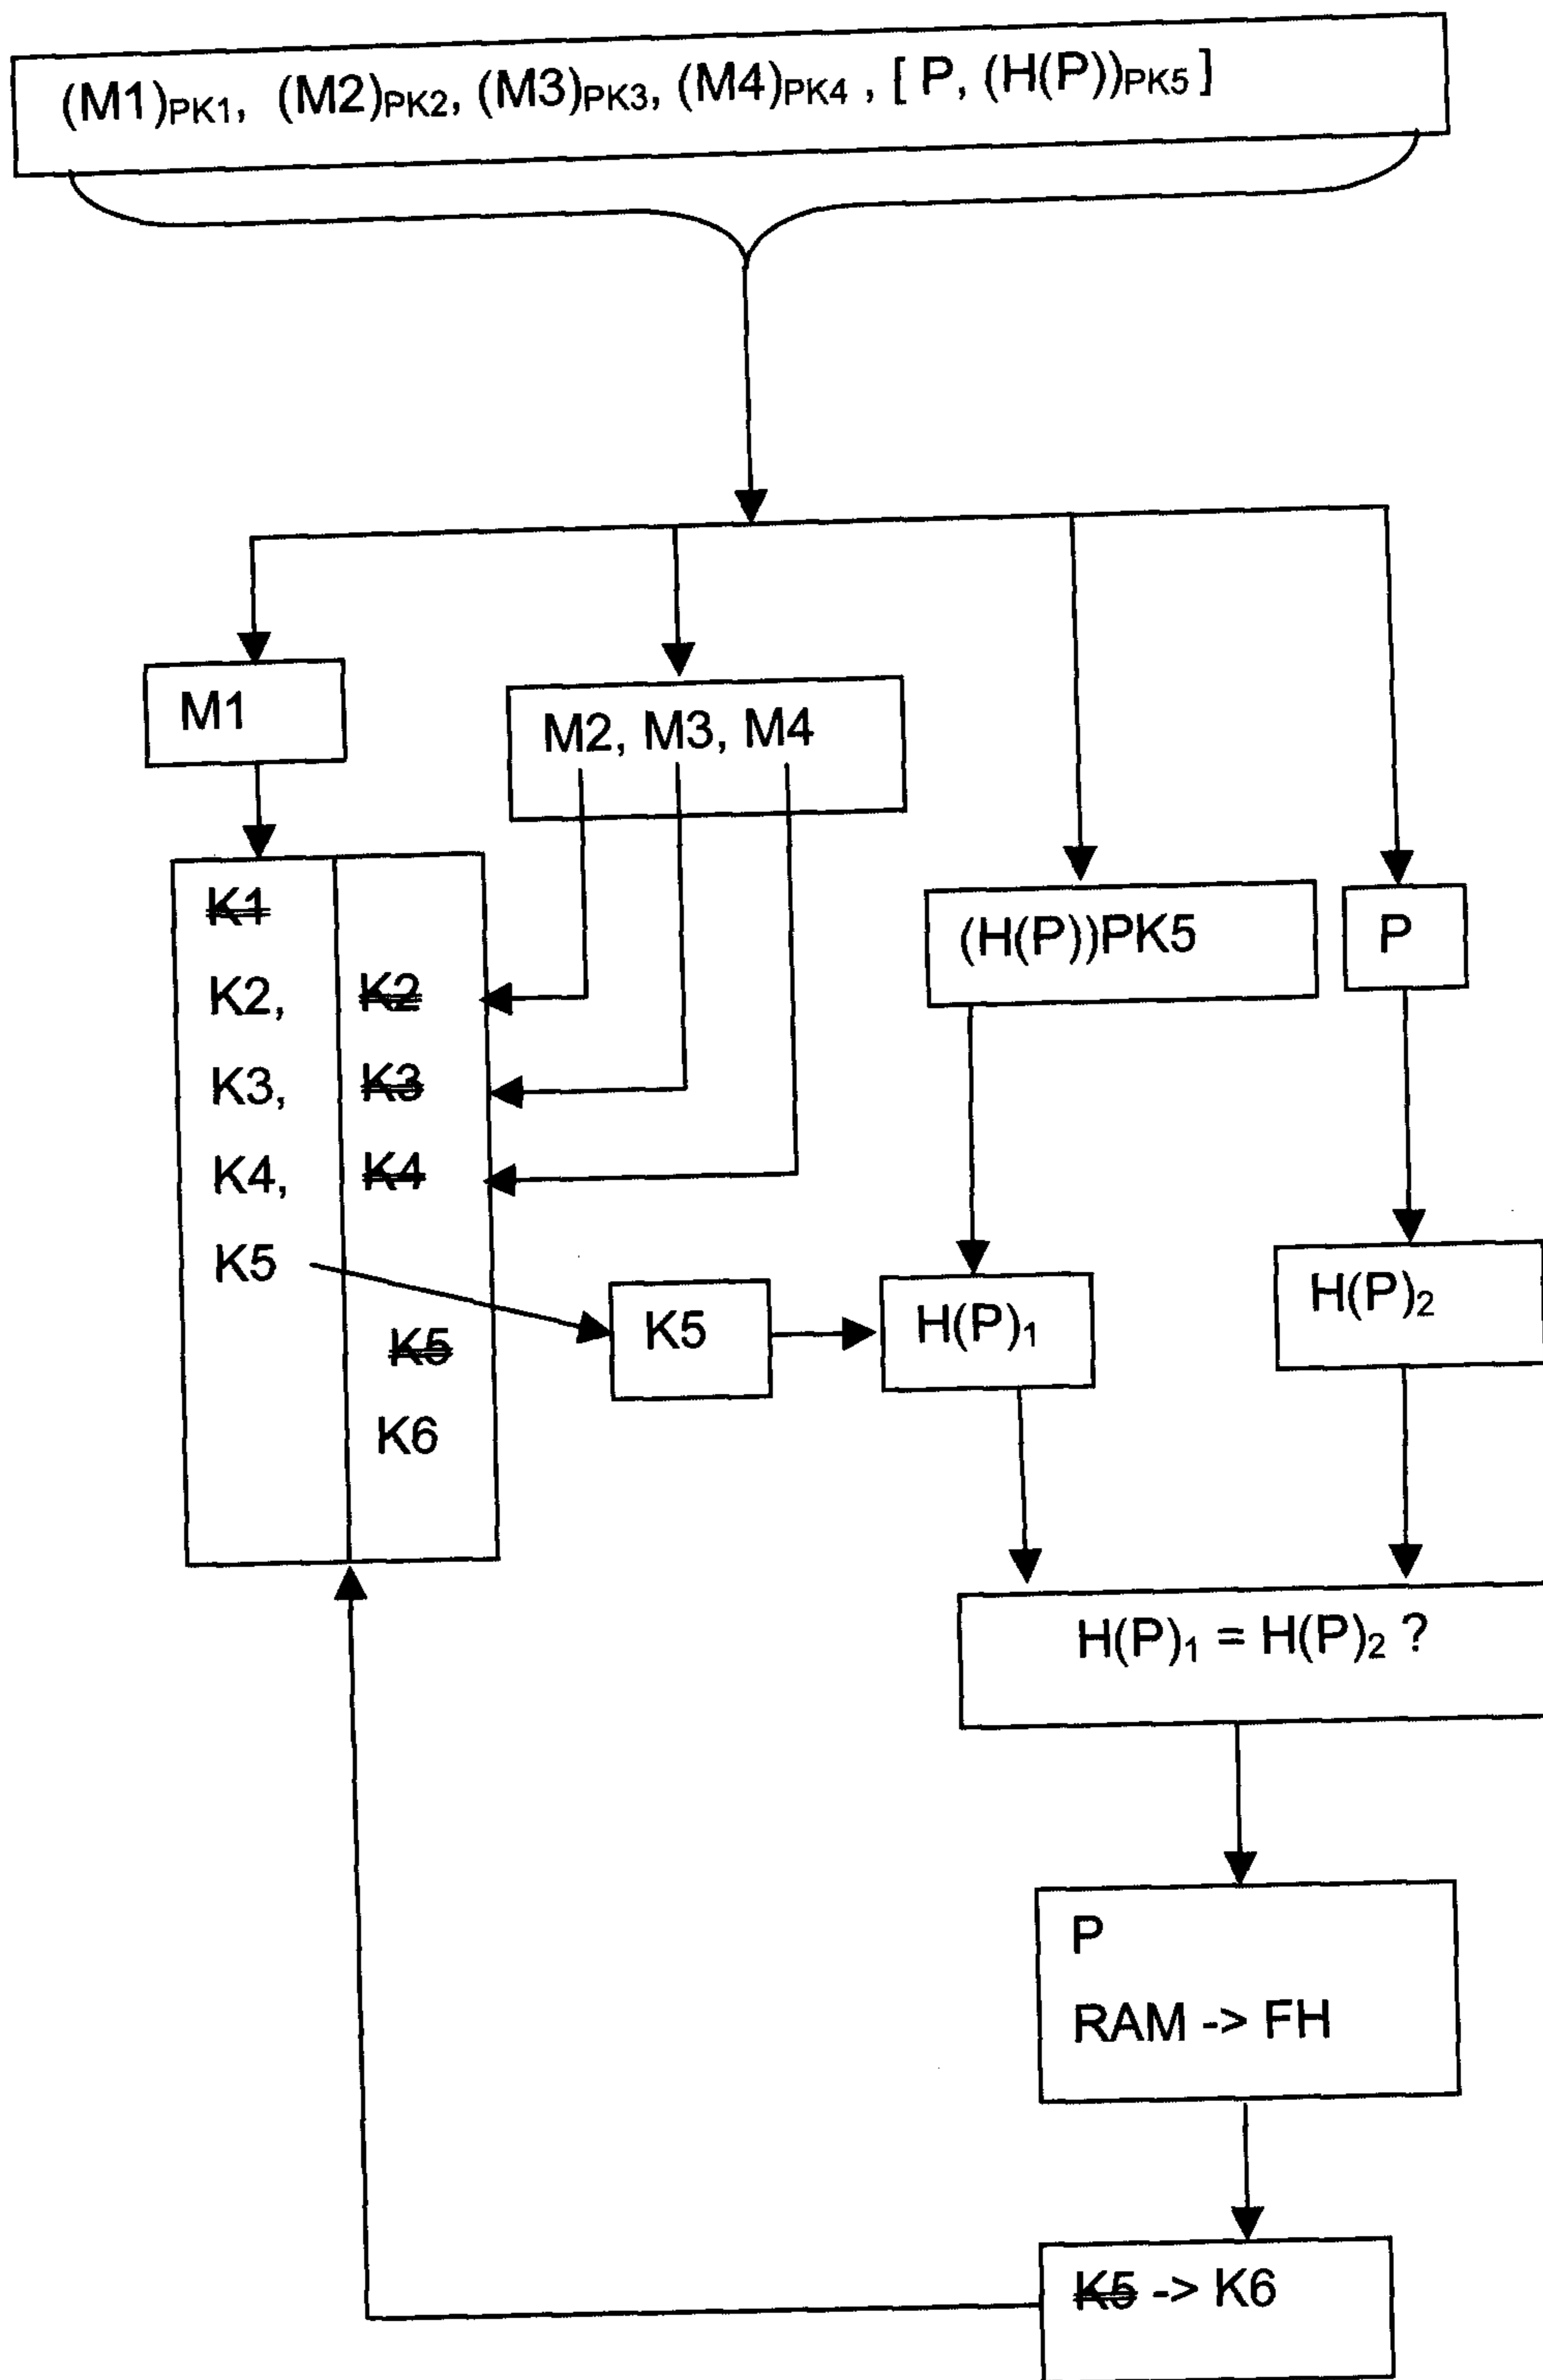 (M1)PK1, (M2)PK2, (M3)PK3, (M4)PK4 , [ P, (H(P))PK5 ]
M1
M2, M3, M4
K1
K2,
K3,
K4,
K5
K2
K3
K4
K5
K6
K5
(H(P))PK5
P
H(P)1
H(P)2
H(P)1 = H(P)2 ?
P
RAM -> FH
K5 -> K6